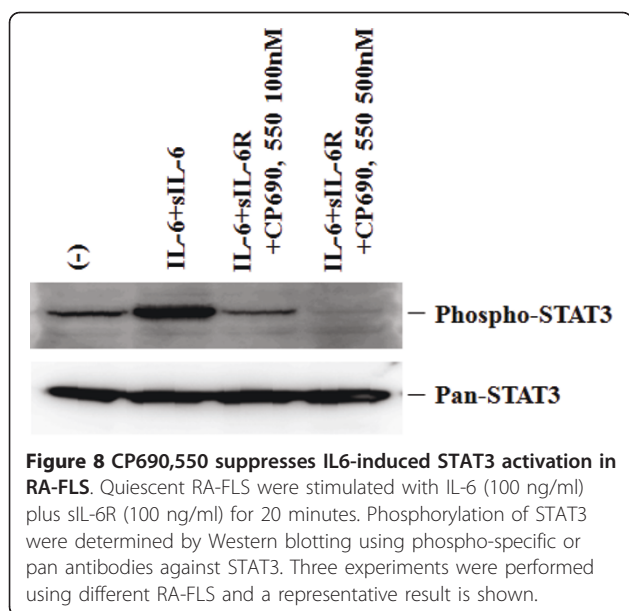 (-)
IL-6+sIL-6
IL-6+sIL-6R
+CP690, 550 100nM
IL-6+sIL-6R
+CP690, 550 500nM
Phospho-STAT3
Pan-STAT3
Figure 8 CP690,550 suppresses IL6-induced STAT3 activation in
RA-FLS. Quiescent RA-FLS were stimulated with IL-6 (100 ng/ml)
plus sIL-6R (100 ng/ml) for 20 minutes. Phosphorylation of STAT3
were determined by Western blotting using phospho-specific or
pan antibodies against STAT3. Three experiments were performed
using different RA-FLS and a representative result is shown.